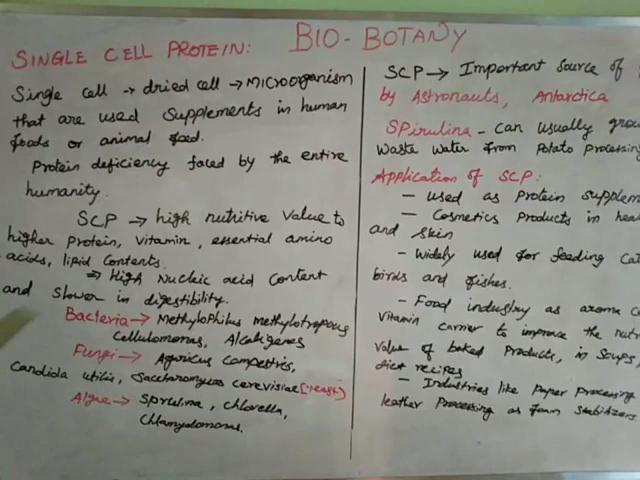 BIO-BOTANY
SINGLE CELL PROTEIN:
Single cell → dried cell → Microorganism
that are used Supplements in human
foods or animal feed.
Protein deficiency faced by the entire
humanity.
SCP → high nutritive value to
higher Protein, Vitamin, essential amino
acids, lipid contents.
⇒ High Nucleic acid content
and Slower in digestibility.
Bacteria → Methylophilus methylotropous
Cellulomonas, Alcaligenes
Fungi → Agaricus campestris,
Candida utilis, Saccharomyces cerevisiae (Yeast)
Algae → Spirulina, Chlorella,
Chlamydomonas.
SCP → Important Source of
by Astronauts, Antarctica
SPirulina - can usually
Waste water from Potato Processing
Application of SCP:
- used as Protein
- Cosmetics Products in
and skin
- Widely used for feeding
birds and fishes.
- Food industry as aroma
Vitamin carrier to improve the
Value of baked Products, in Soups,
diet recipes
- Industries like Paper Processing
leather Processing as foam Stabilizers.